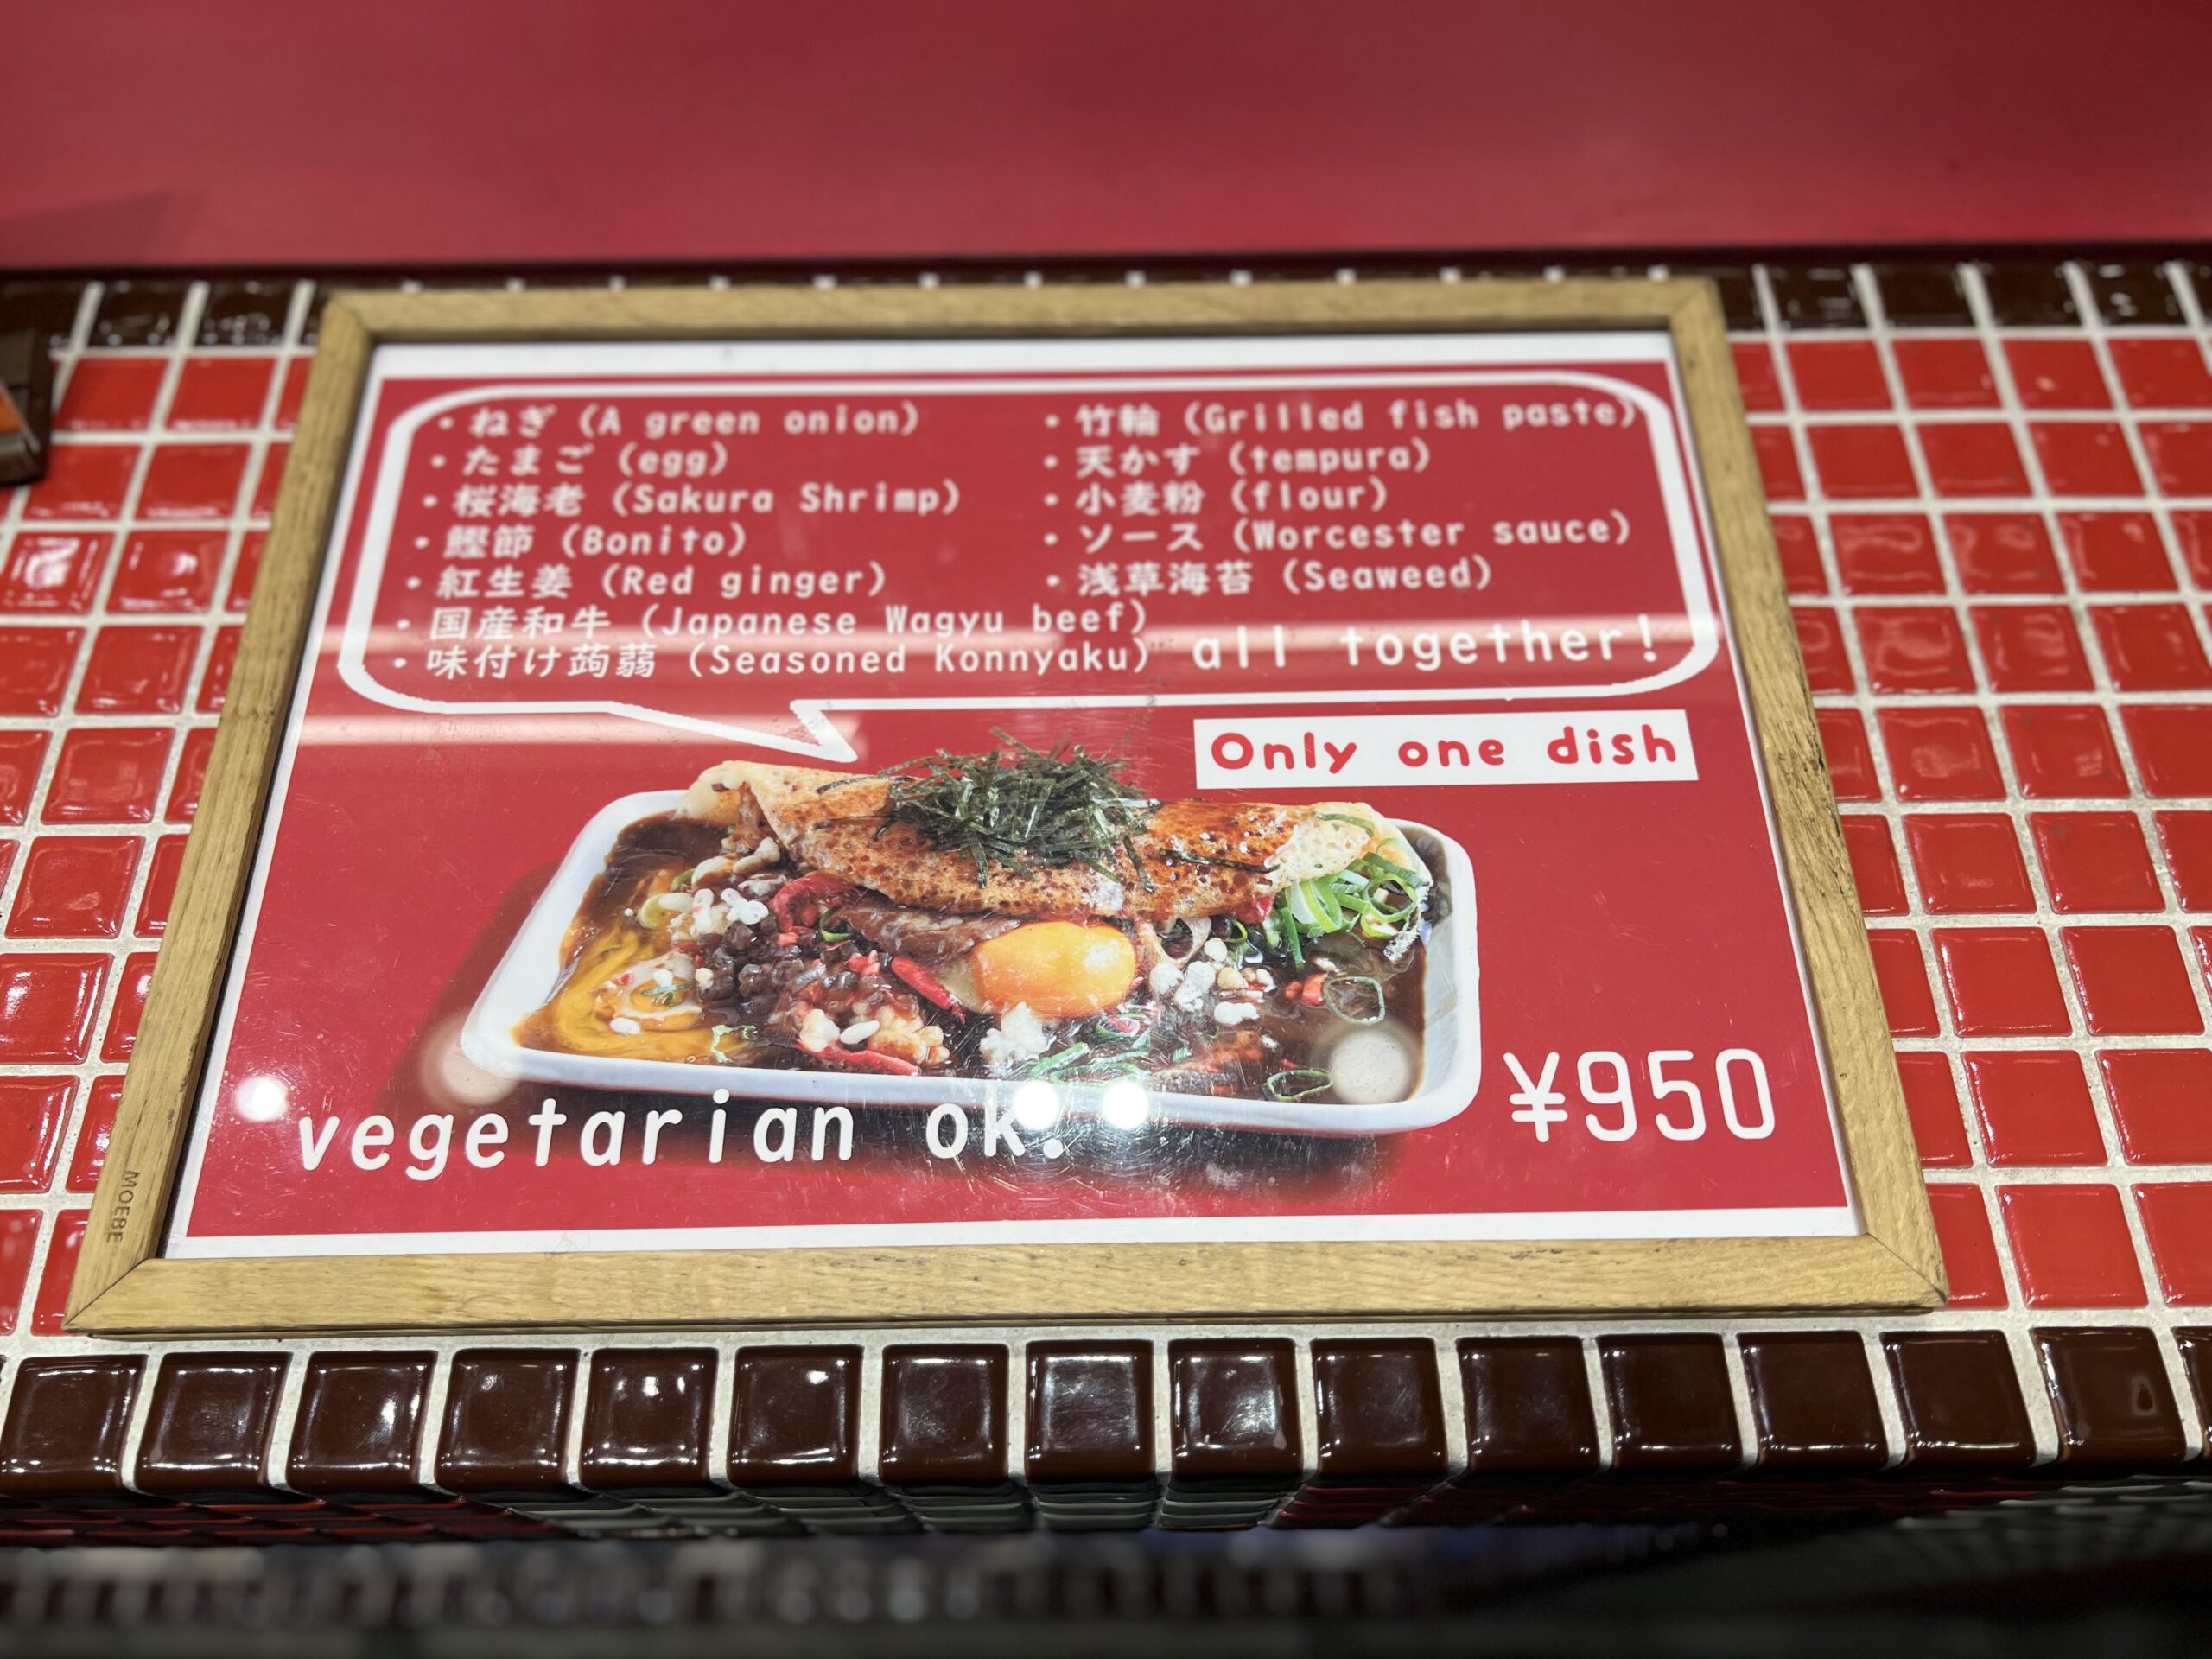 ・ねぎ (A green onion)
・たまご (egg)
・桜海老 (Sakura Shrimp)
・鰹節 (Bonito)
・紅生姜 (Red ginger)
・国産和牛 (Japanese Wagyu beef)
・味付け蒟蒻 (Seasoned Konnyaku)
・竹輪 (Grilled fish paste)
・天かす (tempura)
・小麦粉 (flour)
・ソース (Worcester sauce)
・浅草海苔 (Seaweed)
all together!
Only one dish
¥950
vegetarian ok!
MOEBE